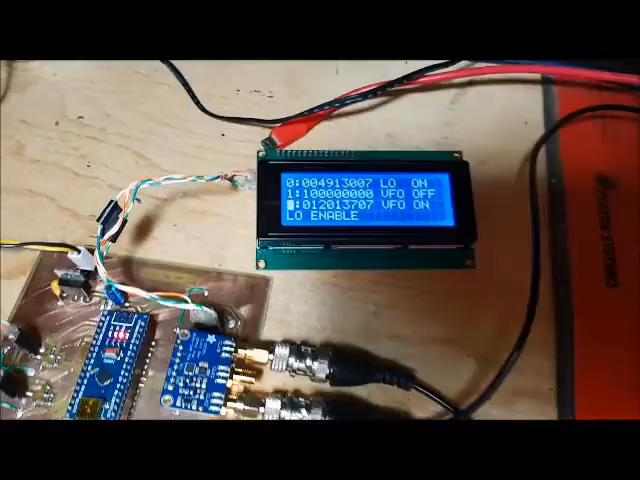 0:004913007 LO  ON
1:100000000 VFO OFF
:012013707 VFO ON
LO ENABLE